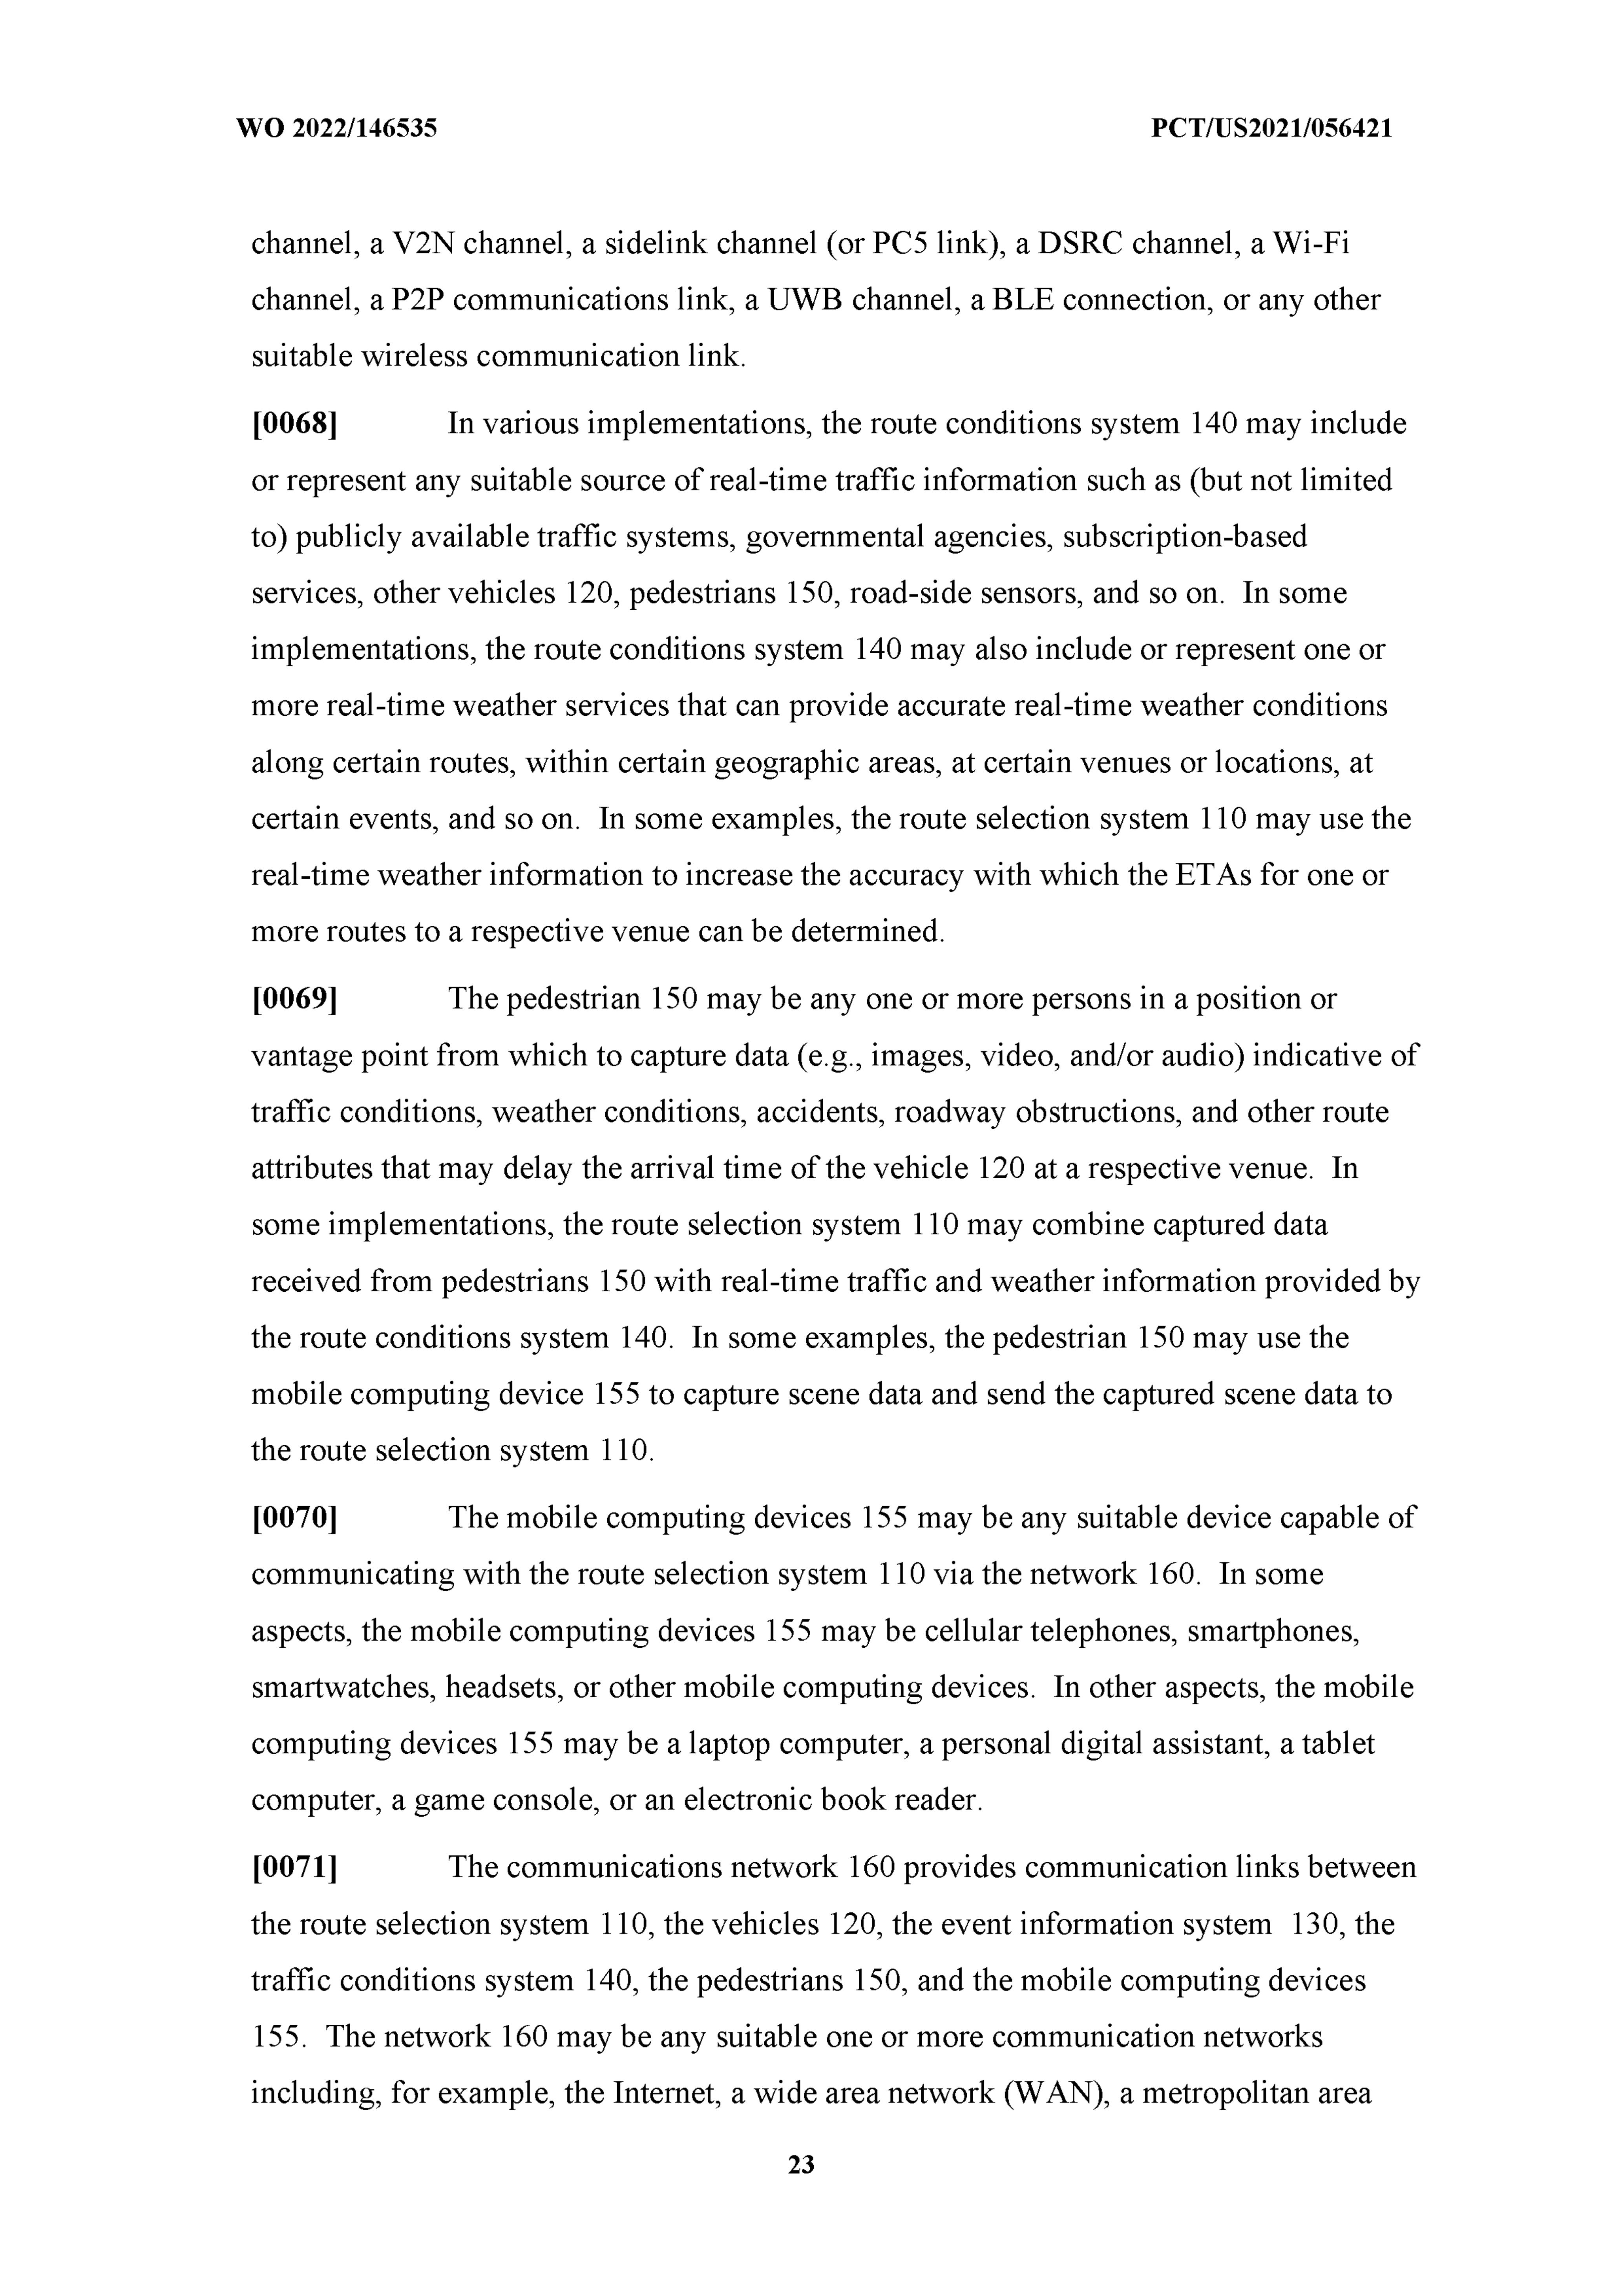 WO 2022/146535 PCT/US2021/056421
channel, a V2N channel, a sidelink channel (or PC5 link), a DSRC channel, a Wi-Fi
channel, a P2P communications link, a UWB channel, a BLE connection, or any other
suitable wireless communication link.
[0068] In various implementations, the route conditions system 140 may include
or represent any suitable source of real-time traffic information such as (but not limited
to) publicly available traffic systems, governmental agencies, subscription-based
services, other vehicles 120, pedestrians 150, road-side sensors, and so on. In some
implementations, the route conditions system 140 may also include or represent one or
more real-time weather services that can provide accurate real-time weather conditions
along certain routes, within certain geographic areas, at certain venues or locations, at
certain events, and so on. In some examples, the route selection system 110 may use the
real-time weather information to increase the accuracy with which the ETAs for one or
more routes to a respective venue can be determined.
[0069] The pedestrian 150 may be any one or more persons in a position or
vantage point from which to capture data (e.g., images, video, and/or audio) indicative of
traffic conditions, weather conditions, accidents, roadway obstructions, and other route
attributes that may delay the arrival time of the vehicle 120 at a respective venue. In
some implementations, the route selection system 110 may combine captured data
received from pedestrians 150 with real-time traffic and weather information provided by
the route conditions system 140. In some examples, the pedestrian 150 may use the
mobile computing device 155 to capture scene data and send the captured scene data to
the route selection system 110.
[0070] The mobile computing devices 155 may be any suitable device capable of
communicating with the route selection system 110 via the network 160. In some
aspects, the mobile computing devices 155 may be cellular telephones, smartphones,
smartwatches, headsets, or other mobile computing devices. In other aspects, the mobile
computing devices 155 may be a laptop computer, a personal digital assistant, a tablet
computer, a game console, or an electronic book reader.
[0071] The communications network 160 provides communication links between
the route selection system 110, the vehicles 120, the event information system 130, the
traffic conditions system 140, the pedestrians 150, and the mobile computing devices
155. The network 160 may be any suitable one or more communication networks
including, for example, the Internet, a wide area network (WAN), a metropolitan area
23